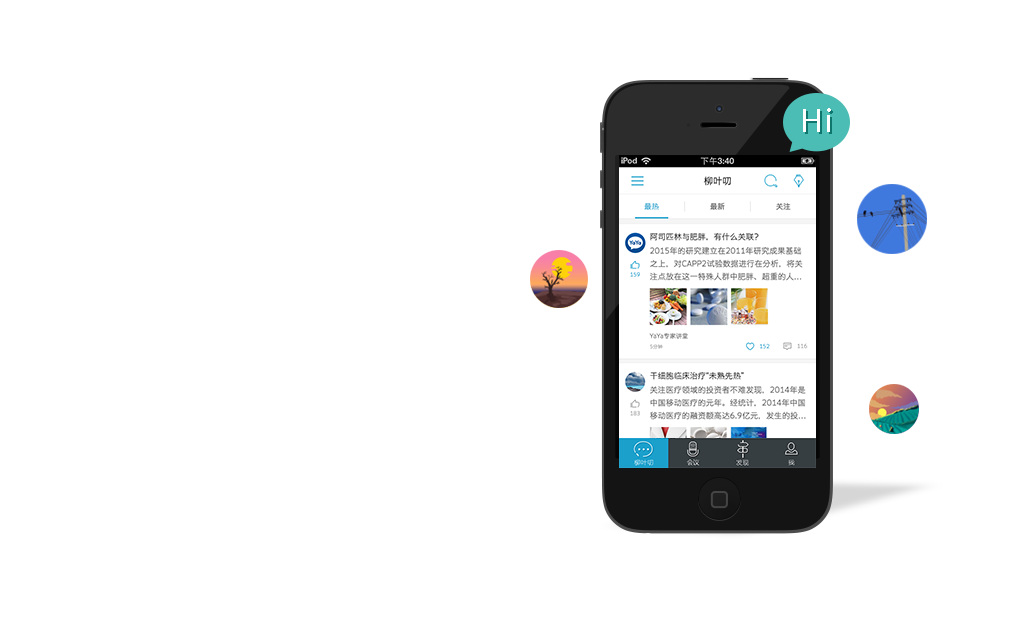 Hi
iPod 下午3:40
柳叶叨
最热 最新 关注
阿司匹林与肥胖，有什么关联？
YaYa
2015年的研究建立在2011年研究成果基础
之上，对CAPP2试验数据进行在分析，将关
注点放在这一特殊人群中肥胖、超重的人...
159
YaYa专家讲堂
5分钟 152 116
干细胞临床治疗“未熟先热”
关注医疗领域的投资者不难发现，2014年是
中国移动医疗的元年。经统计，2014年中国
移动医疗的融资额高达6.9亿元，发生的投...
183
柳叶叨 会议 发现 我